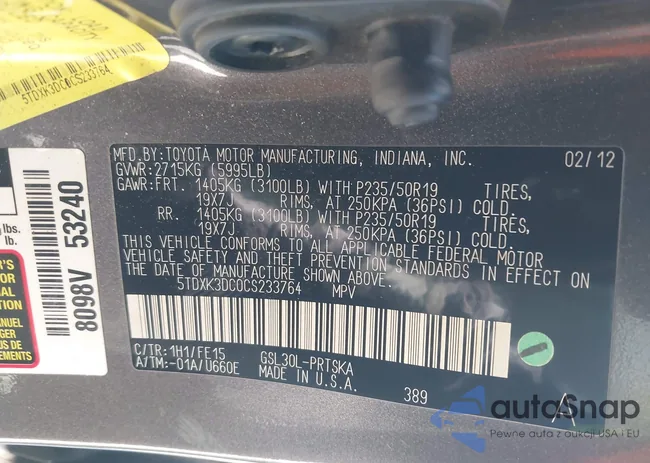 5TDXK3DC0CS233764
lbs.
lb.
8098V 53240
MFD.BY:TOYOTA MOTOR MANUFACTURING, INDIANA, INC. 02/12
GVWR:2715KG (5995LB)
GAWR:FRT. 1405KG (3100LB) WITH P235/50R19 TIRES,
19X7J RIMS, AT 250KPA (36PSI) COLD.
RR. 1405KG (3100LB) WITH P235/50R19 TIRES,
19X7J RIMS, AT 250KPA (36PSI) COLD.
THIS VEHICLE CONFORMS TO ALL APPLICABLE FEDERAL MOTOR
VEHICLE SAFETY AND THEFT PREVENTION STANDARDS IN EFFECT ON
THE DATE OF MANUFACTURE SHOWN ABOVE.
5TDXK3DC0CS233764 MPV
C/TR:1H1/FE15 GSL30L-PRTSKA
A/TM:-01A/U660E MADE IN U.S.A. 389
A
autoSnap
Pewne auta z aukcji USA i EU